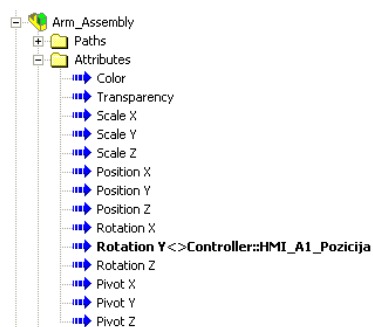 Arm_Assembly
Paths
Attributes
Color
Transparency
Scale X
Scale Y
Scale Z
Position X
Position Y
Position Z
Rotation X
Rotation Y<>Controller::HMI_A1_Pozicija
Rotation Z
Pivot X
Pivot Y
Pivot Z